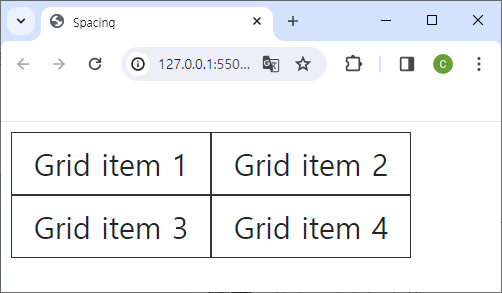 Spacing
127.0.0.1:550...
C
Grid item 1 Grid item 2
Grid item 3 Grid item 4